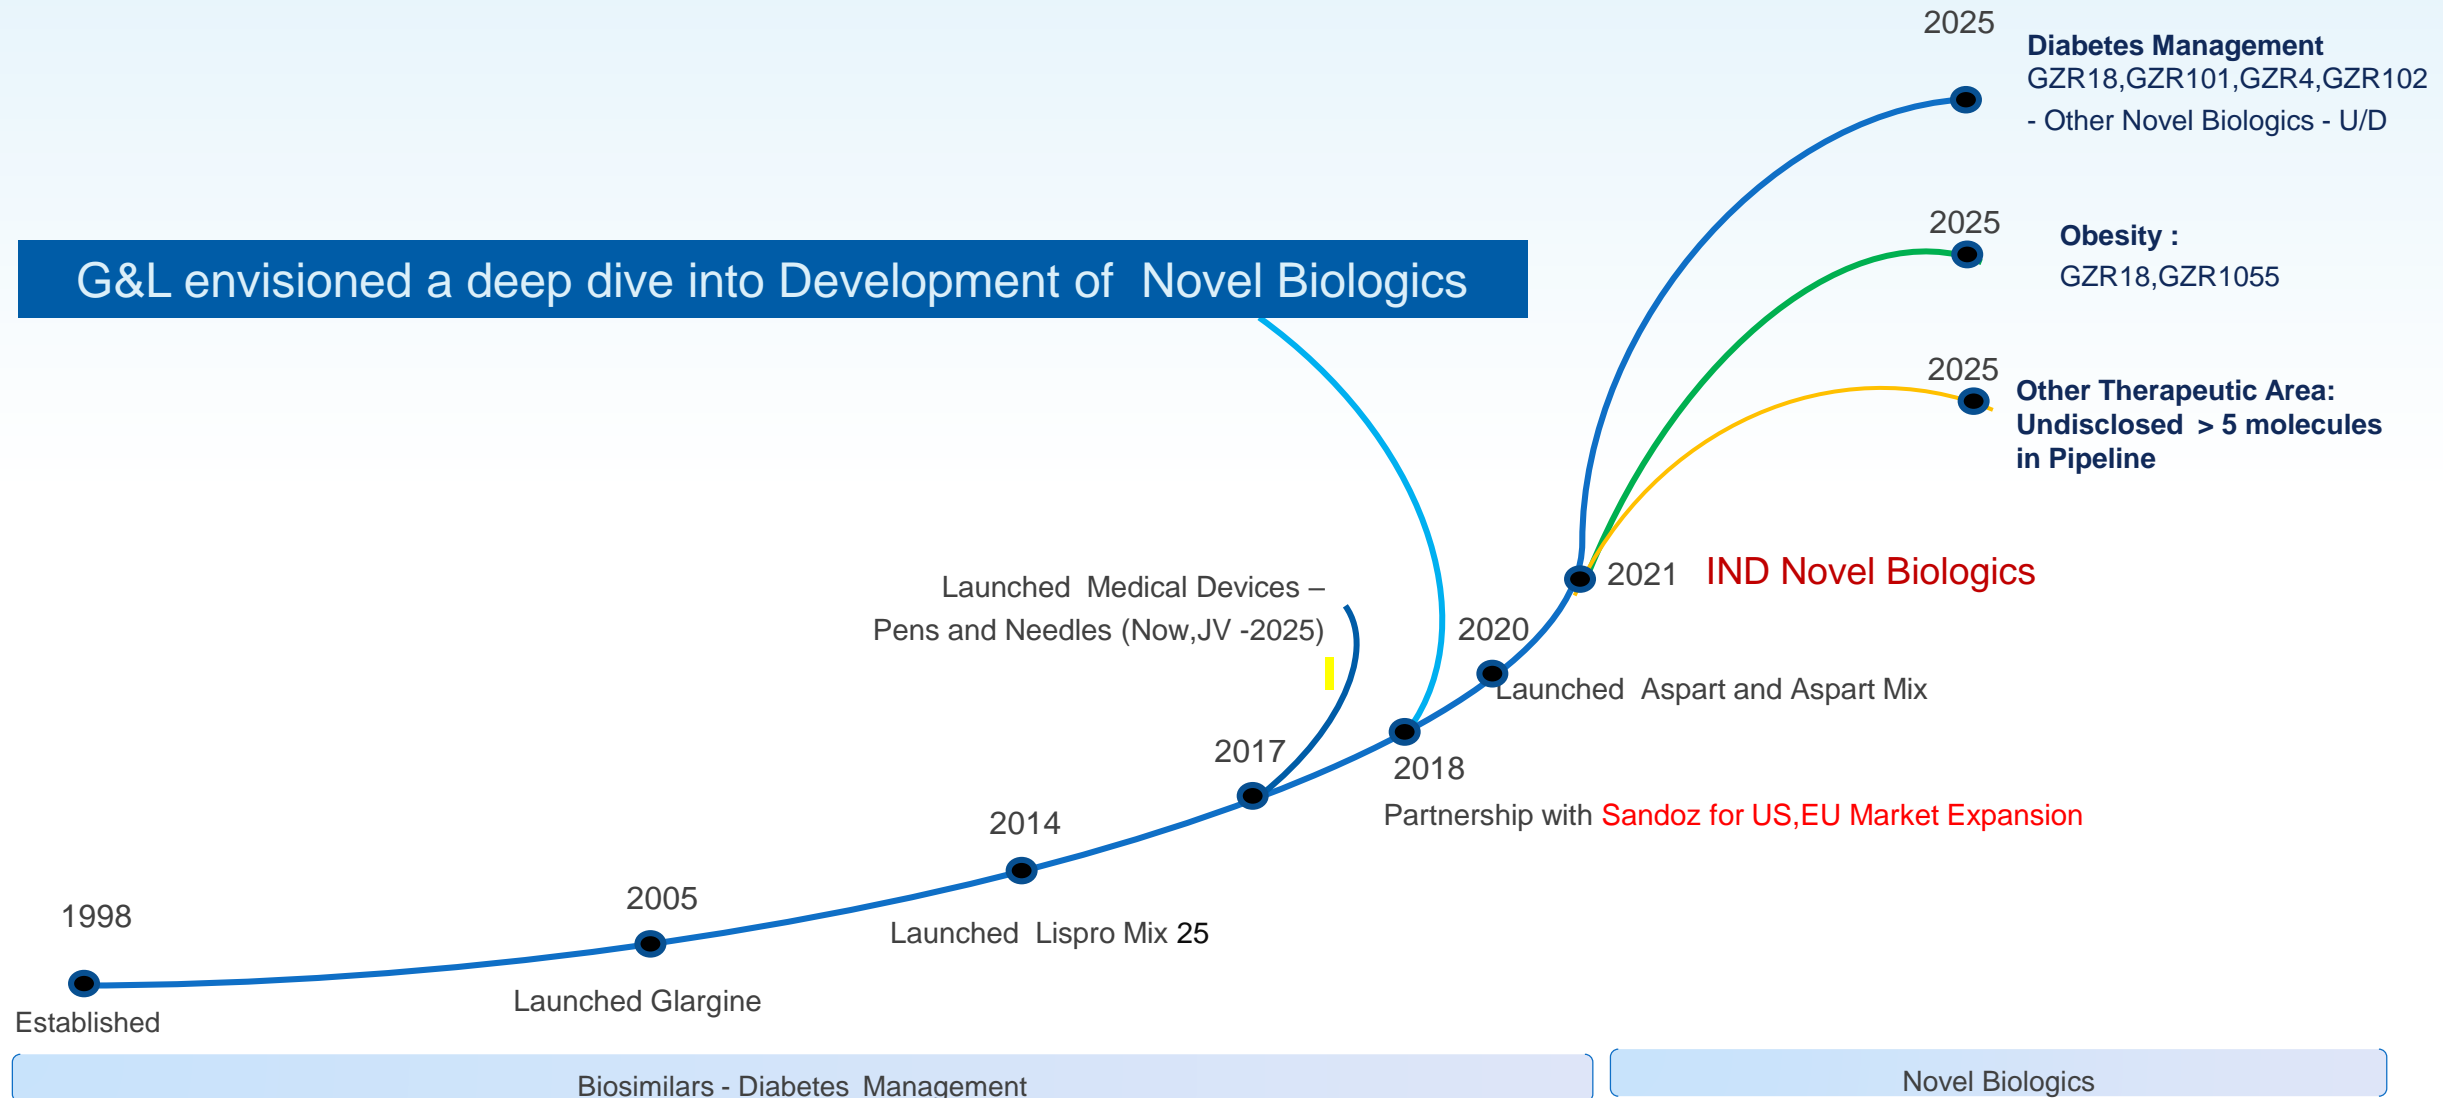 2025
Diabetes Management
GZR18,GZR101,GZR4,GZR102
- Other Novel Biologics - U/D
2025
Obesity :
GZR18,GZR1055
G&L envisioned a deep dive into Development of Novel Biologics
2025
Other Therapeutic Area:
Undisclosed > 5 molecules
in Pipeline
2021 IND Novel Biologics
Launched Medical Devices –
Pens and Needles (Now,JV -2025)
2020
Launched Aspart and Aspart Mix
2017
2018
Partnership with Sandoz for US,EU Market Expansion
2014
Launched Lispro Mix 25
2005
Launched Glargine
1998
Established
Biosimilars - Diabetes Management
Novel Biologics